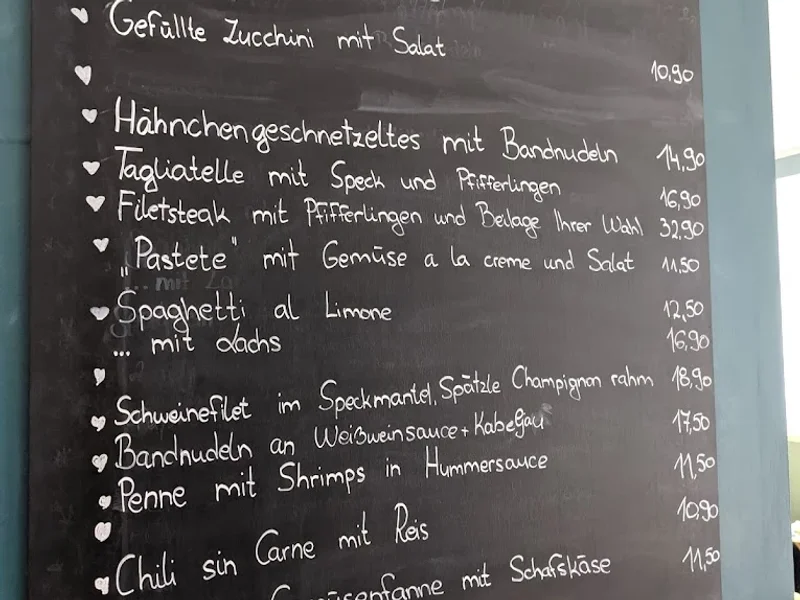 Gefüllte Zucchini mit Salat
10,90
Hähnchengeschnetzeltes mit Bandnudeln 14,90
Tagliatelle mit Speck und Pfifferlingen 16,90
Filetsteak mit Pfifferlingen und Beilage Ihrer Wahl 32,90
„Pastete" mit Gemüse a la creme und Salat 11,50
Spaghetti al Limone 12,50
... mit Lachs 16,90
Schweinefilet im Speckmantel, Spätzle Champignon rahm 18,90
Bandnudeln an Weißweinsauce + Kabeljau 17,50
Penne mit Shrimps in Hummersauce 11,50
Chili sin Carne mit Reis 10,90
mit Schafskäse 11,50